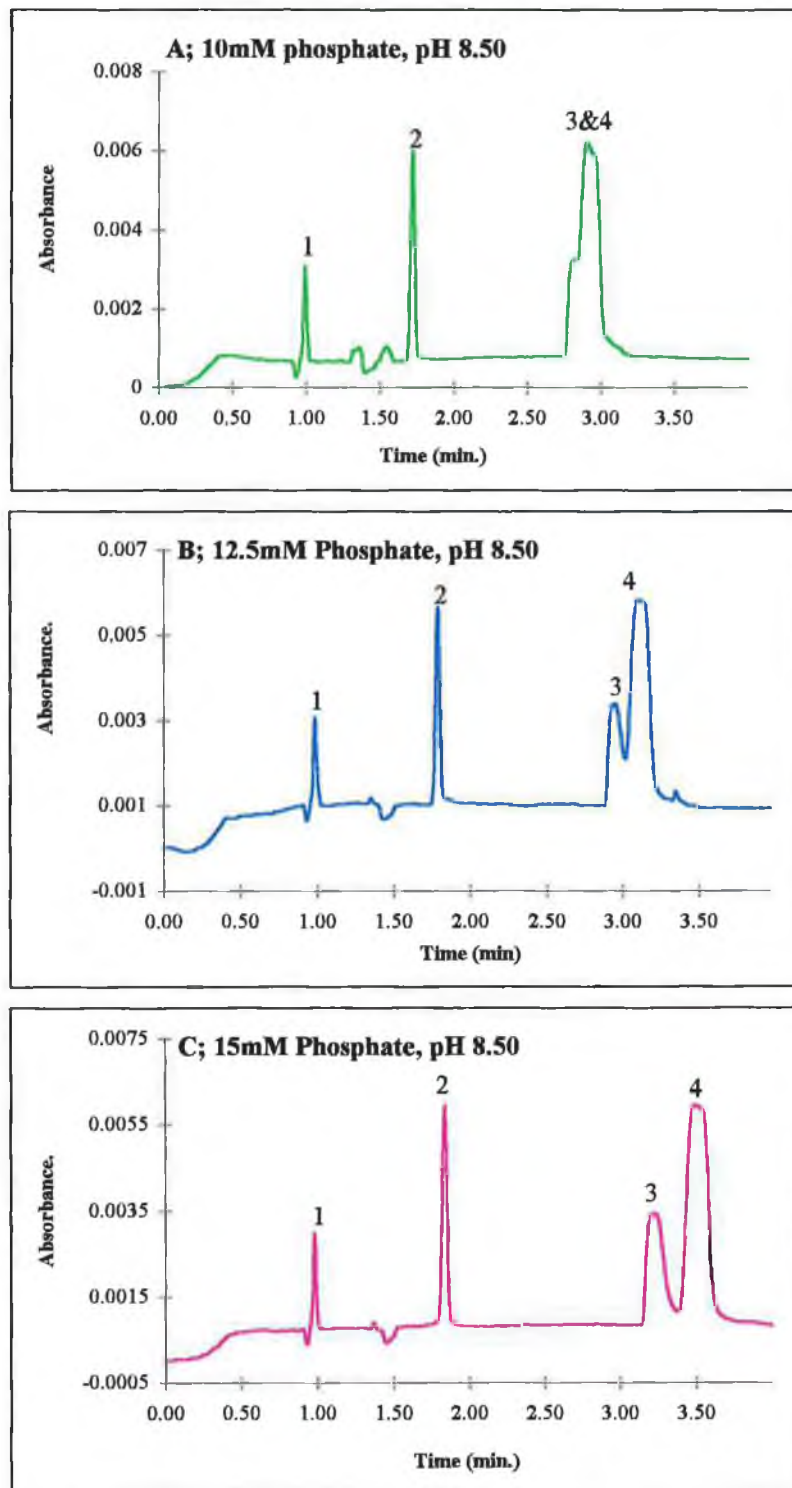 A; 10mM phosphate, pH 8.50
0.008
0.006
0.004
0.002
0
Absorbance
1
2
3&4
0.00 0.50 1.00 1.50 2.00 2.50 3.00 3.50
Time (min.)
B; 12.5mM Phosphate, pH 8.50
0.007
0.005
0.003
0.001
-0.001
Absorbance.
1
2
3
4
0.00 0.50 1.00 1.50 2.00 2.50 3.00 3.50
Time (min)
C; 15mM Phosphate, pH 8.50
0.0075
0.0055
0.0035
0.0015
-0.0005
Absorbance.
1
2
3
4
0.00 0.50 1.00 1.50 2.00 2.50 3.00 3.50
Time (min.)